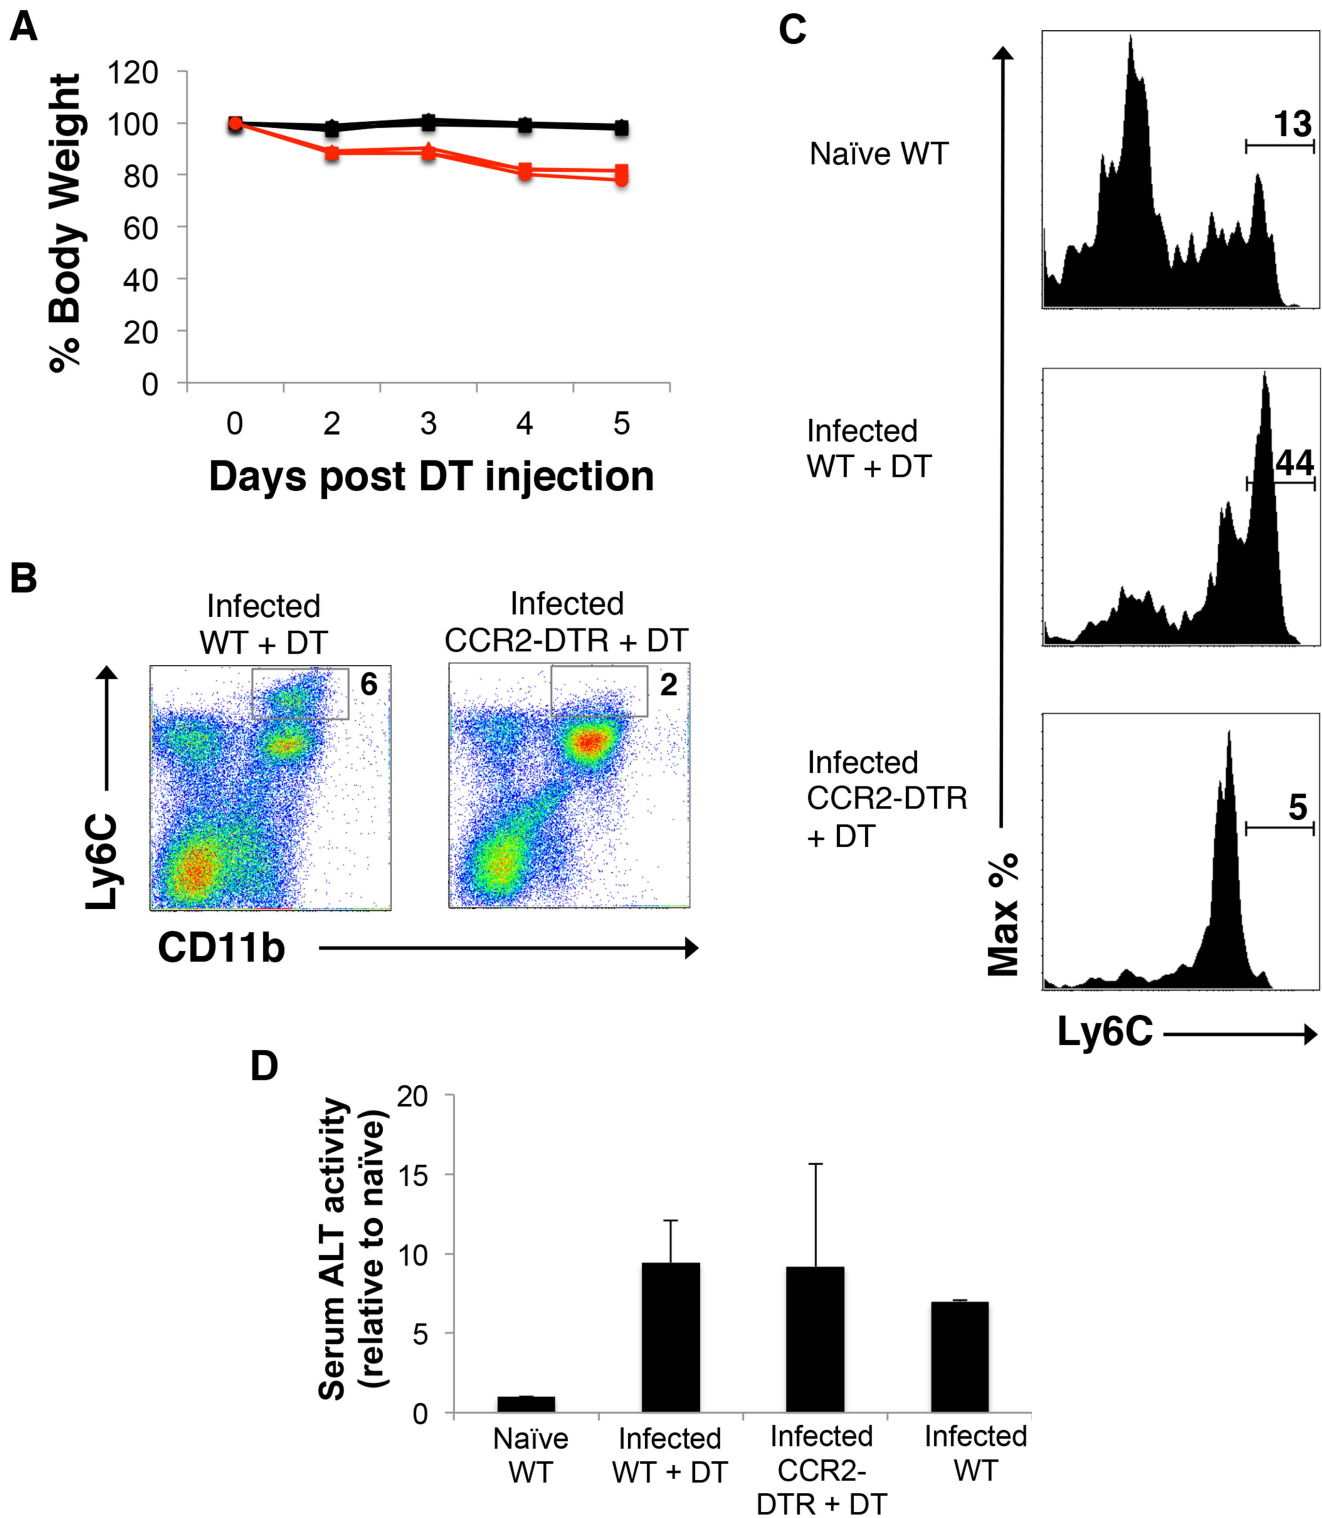 A
% Body Weight
120
100
80
60
40
20
0
0 2 3 4 5
Days post DT injection
B
Infected
WT + DT
Infected
CCR2-DTR + DT
6
2
Ly6C
CD11b
C
Naïve WT
13
Infected
WT + DT
44
Infected
CCR2-DTR
+ DT
5
Max %
Ly6C
D
Serum ALT activity
(relative to naïve)
20
15
10
5
0
Naïve
WT
Infected
WT + DT
Infected
CCR2-
DTR + DT
Infected
WT